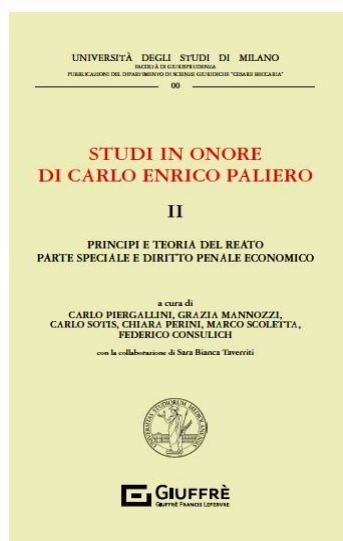 UNIVERSITÀ DEGLI STUDI DI MILANO
FACOLTÀ DI GIURISPRUDENZA
PUBBLICAZIONI DEL DIPARTIMENTO DI SCIENZE GIURIDICHE "CESARE BECCARIA"
00
STUDI IN ONORE
DI CARLO ENRICO PALIERO
II
PRINCIPI E TEORIA DEL REATO
PARTE SPECIALE E DIRITTO PENALE ECONOMICO
a cura di
CARLO PIERGALLINI, GRAZIA MANNOZZI,
CARLO SOTIS, CHIARA PERINI, MARCO SCOLETTA,
FEDERICO CONSULICH
con la collaborazione di Sara Bianca Taverriti
UNIVERSITAS STUDIORUM MEDIOLANENSIS
GIUFFRÈ
GIUFFRÈ FRANCIS LEFEBVRE